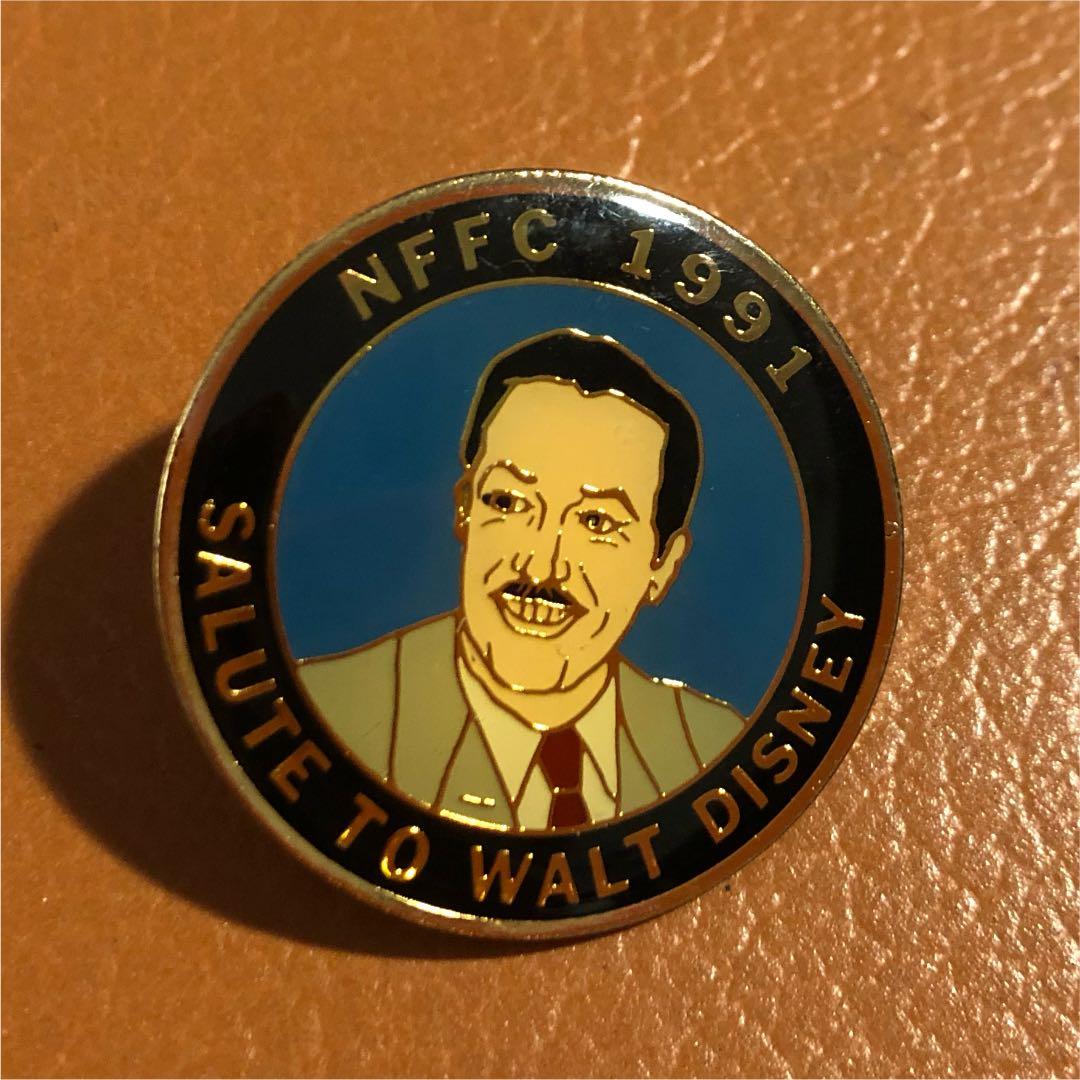 NFFC 1991
SALUTE TO WALT DISNEY